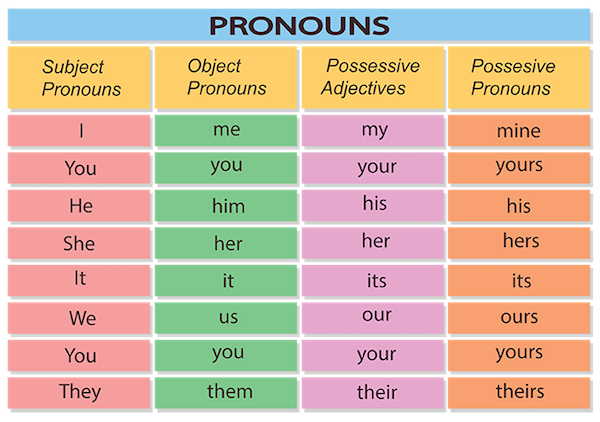 PRONOUNS
Subject Pronouns Object Pronouns Possessive Adjectives Possesive Pronouns
I me my mine
You you your yours
He him his his
She her her hers
It it its its
We us our ours
You you your yours
They them their theirs